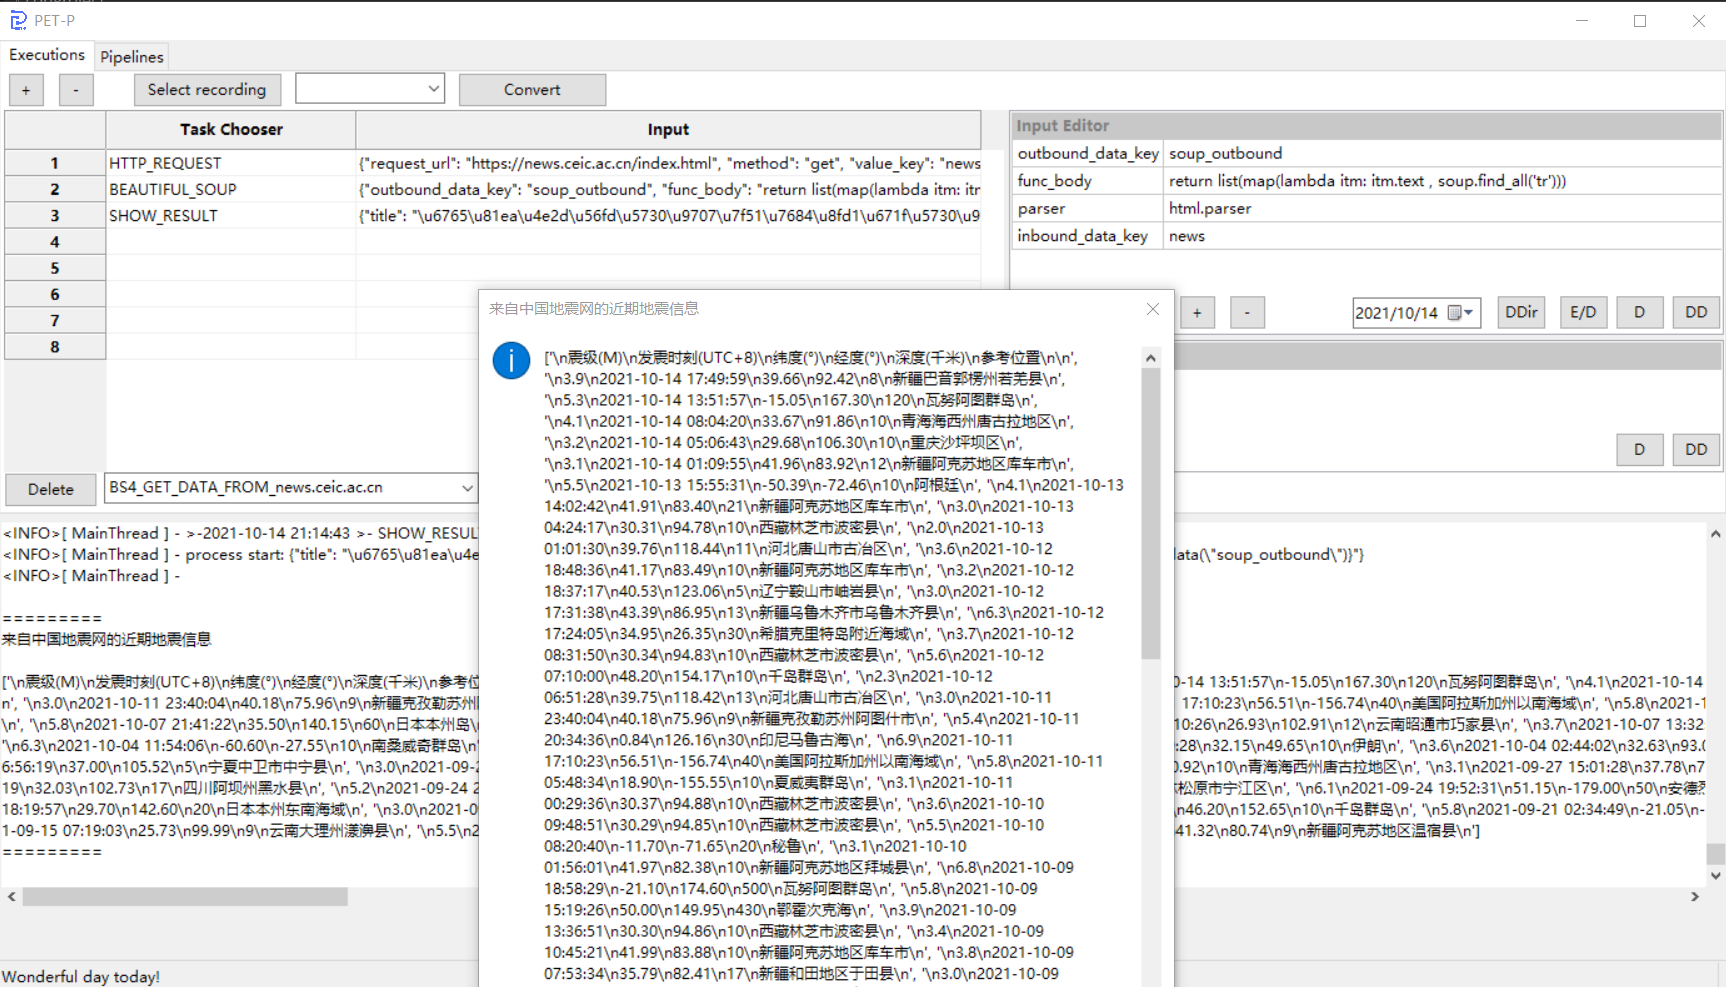 PET-P
Executions Pipelines
+ - Select recording Convert
Task Chooser Input
1 HTTP_REQUEST {"request_url": "https://news.ceic.ac.cn/index.html", "method": "get", "value_key": "news
2 BEAUTIFUL_SOUP {"outbound_data_key": "soup_outbound", "func_body": "return list(map(lambda itm: itm
3 SHOW_RESULT {"title": "\u6765\u81ea\u4e2d\u56fd\u5730\u9707\u7f51\u7684\u8fd1\u671f\u5730\u9
4
5
6
7
8
Delete BS4_GET_DATA_FROM_news.ceic.ac.cn
Input Editor
outbound_data_key soup_outbound
func_body return list(map(lambda itm: itm.text , soup.find_all('tr')))
parser html.parser
inbound_data_key news
+ - 2021/10/14 DDir E/D D DD
D DD
来自中国地震网的近期地震信息
['\n震级(M)\n发震时刻(UTC+8)\n纬度(°)\n经度(°)\n深度(千米)\n参考位置\n\n',
'\n3.9\n2021-10-14 17:49:59\n39.66\n92.42\n8\n新疆巴音郭楞州若羌县\n',
'\n5.3\n2021-10-14 13:51:57\n-15.05\n167.30\n120\n瓦努阿图群岛\n',
'\n4.1\n2021-10-14 08:04:20\n33.67\n91.86\n10\n青海海西州唐古拉地区\n',
'\n3.2\n2021-10-14 05:06:43\n29.68\n106.30\n10\n重庆沙坪坝区\n',
'\n3.1\n2021-10-14 01:09:55\n41.96\n83.92\n12\n新疆阿克苏地区库车市\n',
'\n5.5\n2021-10-13 15:55:31\n-50.39\n-72.46\n10\n阿根廷\n', '\n4.1\n2021-10-13
14:02:42\n41.91\n83.40\n21\n新疆阿克苏地区库车市\n', '\n3.0\n2021-10-13
04:24:17\n30.31\n94.78\n10\n西藏林芝市波密县\n', '\n2.0\n2021-10-13
01:01:30\n39.76\n118.44\n11\n河北唐山市古冶区\n', '\n3.6\n2021-10-12
18:48:36\n41.17\n83.49\n10\n新疆阿克苏地区库车市\n', '\n3.2\n2021-10-12
18:37:17\n40.53\n123.06\n5\n辽宁鞍山市岫岩县\n', '\n3.0\n2021-10-12
17:31:38\n43.39\n86.95\n13\n新疆乌鲁木齐市乌鲁木齐县\n', '\n6.3\n2021-10-12
17:24:05\n34.95\n26.35\n30\n希腊克里特岛附近海域\n', '\n3.7\n2021-10-12
08:31:50\n30.34\n94.83\n10\n西藏林芝市波密县\n', '\n5.6\n2021-10-12
07:10:00\n48.20\n154.17\n10\n千岛群岛\n', '\n2.3\n2021-10-12
06:51:28\n39.75\n118.42\n13\n河北唐山市古冶区\n', '\n3.0\n2021-10-11
23:40:04\n40.18\n75.96\n9\n新疆克孜勒苏州阿图什市\n', '\n5.4\n2021-10-11
20:34:36\n0.84\n126.16\n30\n印尼马鲁古海\n', '\n6.9\n2021-10-11
17:10:23\n56.51\n-156.74\n40\n美国阿拉斯加州以南海域\n', '\n5.8\n2021-10-11
05:48:34\n18.90\n-155.55\n10\n夏威夷群岛\n', '\n3.1\n2021-10-11
00:29:36\n30.37\n94.88\n10\n西藏林芝市波密县\n', '\n3.6\n2021-10-10
09:48:51\n30.29\n94.85\n10\n西藏林芝市波密县\n', '\n5.5\n2021-10-10
08:20:40\n-11.70\n-71.65\n20\n秘鲁\n', '\n3.1\n2021-10-10
01:56:01\n41.97\n82.38\n10\n新疆阿克苏地区拜城县\n', '\n6.8\n2021-10-09
18:58:29\n-21.10\n174.60\n500\n瓦努阿图群岛\n', '\n5.8\n2021-10-09
15:19:26\n50.00\n149.95\n430\n鄂霍次克海\n', '\n3.9\n2021-10-09
13:36:51\n30.30\n94.86\n10\n西藏林芝市波密县\n', '\n3.4\n2021-10-09
10:45:21\n41.99\n83.88\n10\n新疆阿克苏地区库车市\n', '\n3.8\n2021-10-09
07:53:34\n35.79\n82.41\n17\n新疆和田地区于田县\n', '\n3.0\n2021-10-09
<INFO>[ MainThread ] - >-2021-10-14 21:14:43 >- SHOW_RESUL
<INFO>[ MainThread ] - process start: {"title": "\u6765\u81ea\u4e lata(\"soup_outbound\")}"}
<INFO>[ MainThread ] -
=========
来自中国地震网的近期地震信息
['\n震级(M)\n发震时刻(UTC+8)\n纬度(°)\n经度(°)\n深度(千米)\n参考位 0-14 13:51:57\n-15.05\n167.30\n120\n瓦努阿图群岛\n', '\n4.1\n2021-10-14
n', '\n3.0\n2021-10-11 23:40:04\n40.18\n75.96\n9\n新疆克孜勒苏州 17:10:23\n56.51\n-156.74\n40\n美国阿拉斯加州以南海域\n', '\n5.8\n2021-1
\n', '\n5.8\n2021-10-07 21:41:22\n35.50\n140.15\n60\n日本本州岛\ 10:26\n26.93\n102.91\n12\n云南昭通市巧家县\n', '\n3.7\n2021-10-07 13:32
'\n6.3\n2021-10-04 11:54:06\n-60.60\n-27.55\n10\n南桑威奇群岛\n' :28\n32.15\n49.65\n10\n伊朗\n', '\n3.6\n2021-10-04 02:44:02\n32.63\n93.0
6:56:19\n37.00\n105.52\n5\n宁夏中卫市中宁县\n', '\n3.0\n2021-09-2 0.92\n10\n青海海西州唐古拉地区\n', '\n3.1\n2021-09-27 15:01:28\n37.78\n7
19\n32.03\n102.73\n17\n四川阿坝州黑水县\n', '\n5.2\n2021-09-24 2 松原市宁江区\n', '\n6.1\n2021-09-24 19:52:31\n51.15\n-179.00\n50\n安德
18:19:57\n29.70\n142.60\n20\n日本本州东南海域\n', '\n3.0\n2021-0 \n46.20\n152.65\n10\n千岛群岛\n', '\n5.8\n2021-09-21 02:34:49\n-21.05\n-
1-09-15 07:19:03\n25.73\n99.99\n9\n云南大理州漾濞县\n', '\n5.5\n2 41.32\n80.74\n9\n新疆阿克苏地区温宿县\n']
=========
Wonderful day today!